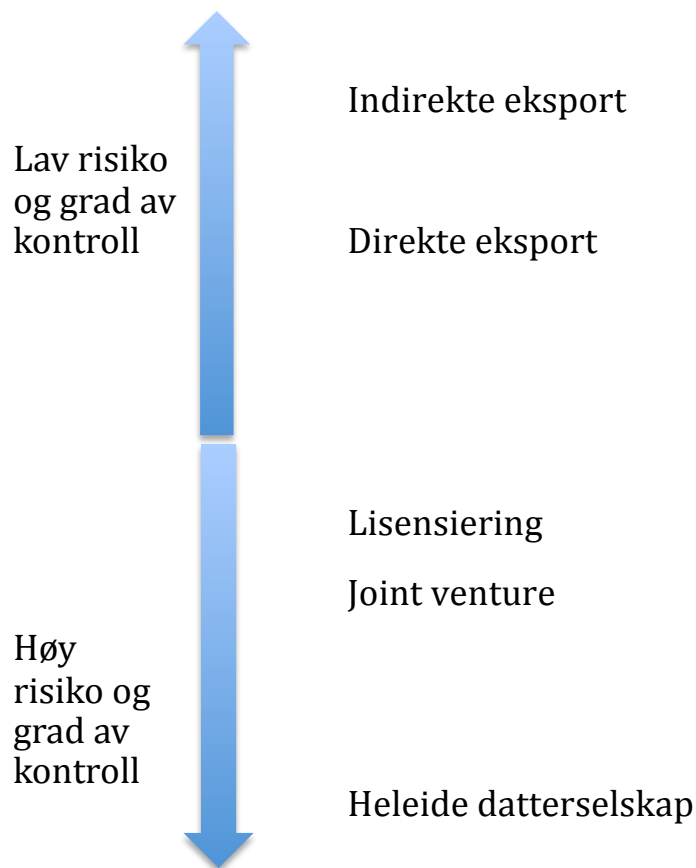 Indirekte eksport
Lav risiko
og grad av
kontroll
Direkte eksport
Lisensiering
Joint venture
Høy
risiko og
grad av
kontroll
Heleide datterselskap